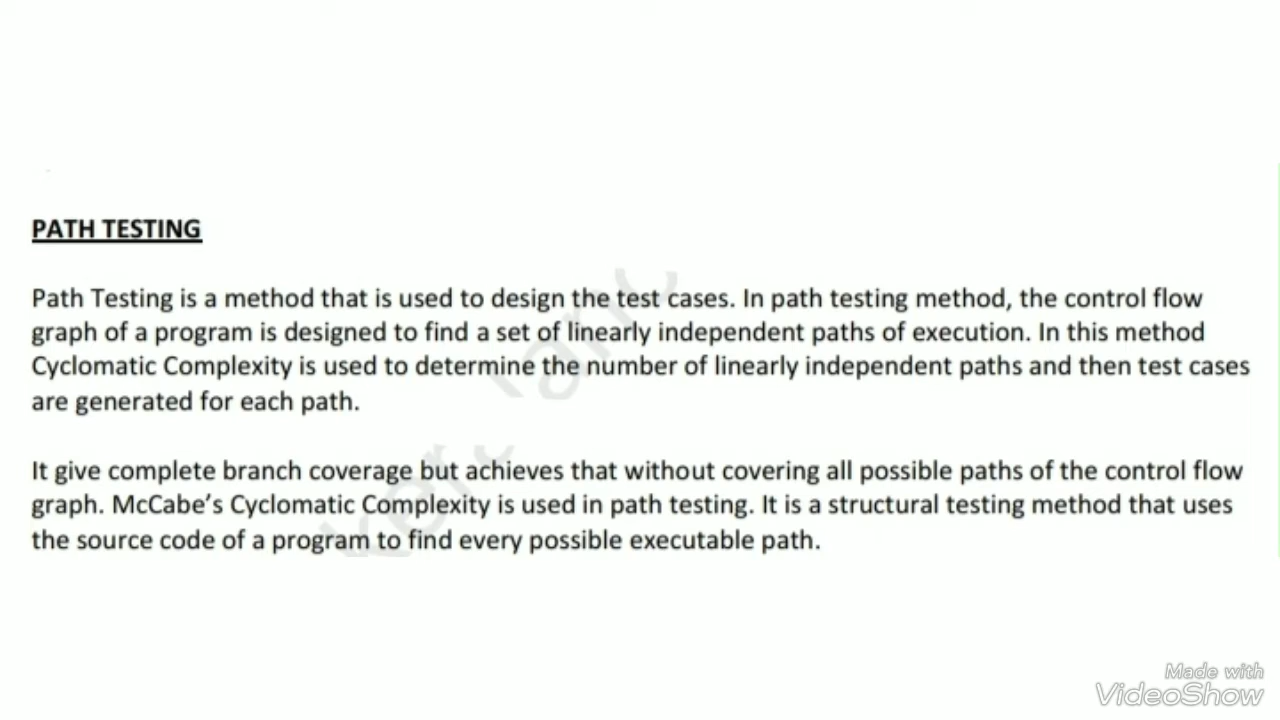 PATH TESTING
Path Testing is a method that is used to design the test cases. In path testing method, the control flow
graph of a program is designed to find a set of linearly independent paths of execution. In this method
Cyclomatic Complexity is used to determine the number of linearly independent paths and then test cases
are generated for each path.
It give complete branch coverage but achieves that without covering all possible paths of the control flow
graph. McCabe’s Cyclomatic Complexity is used in path testing. It is a structural testing method that uses
the source code of a program to find every possible executable path.
Made with
VideoShow